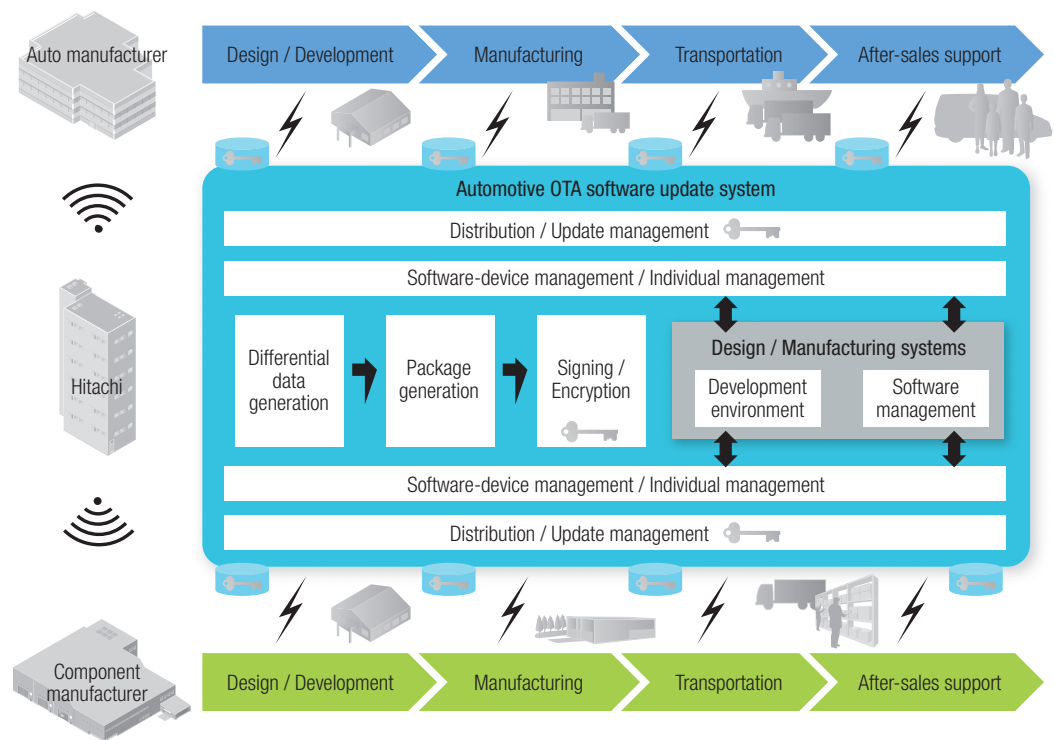 Auto manufacturer
Design / Development
Manufacturing
Transportation
After-sales support
Automotive OTA software update system
Distribution / Update management
Software-device management / Individual management
Differential
data
generation
Package
generation
Signing /
Encryption
Design / Manufacturing systems
Development
environment
Software
management
Hitachi
Software-device management / Individual management
Distribution / Update management
Component
manufacturer
Design / Development
Manufacturing
Transportation
After-sales support